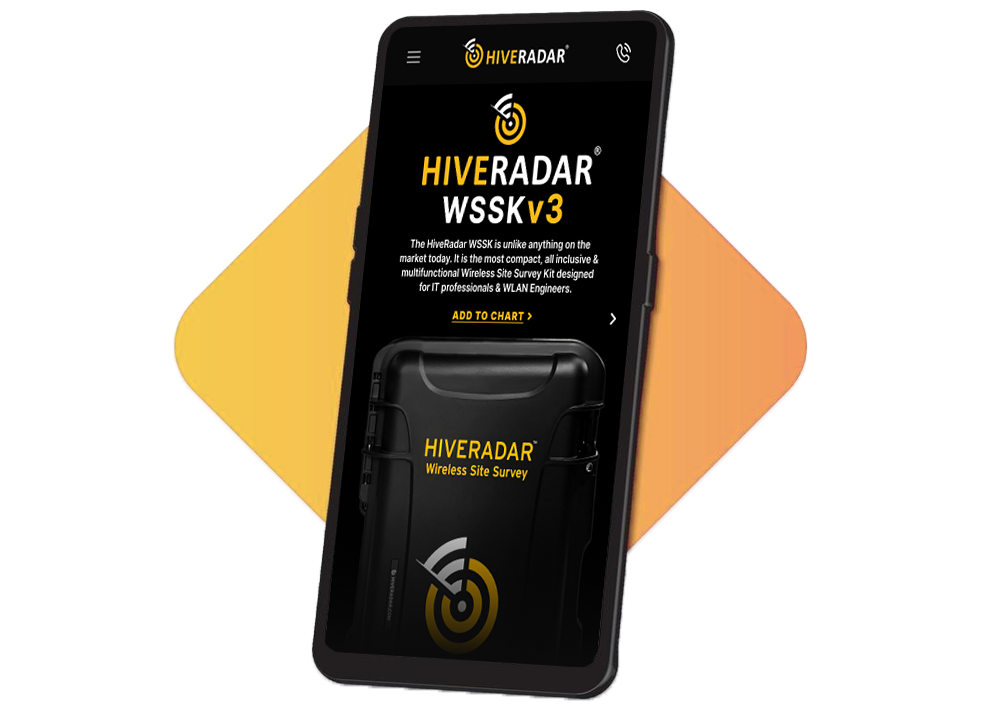 HIVERADAR®
HIVERADAR®
WSSKv3
The HiveRadar WSSK is unlike anything on the
market today. It is the most compact, all inclusive &
multifunctional Wireless Site Survey Kit designed
for IT professionals & WLAN Engineers.
ADD TO CHART >
HIVERADAR™
Wireless Site Survey